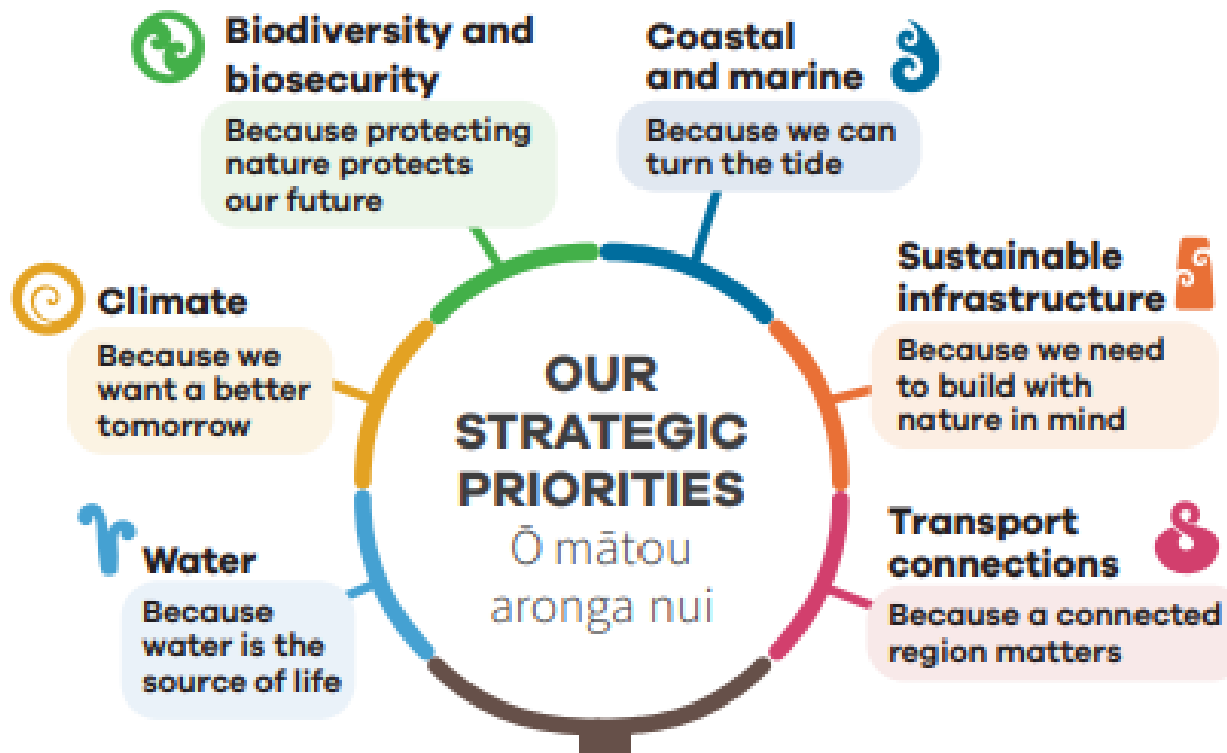 Biodiversity and
biosecurity
Because protecting
nature protects
our future
Coastal
and marine
Because we can
turn the tide
Climate
Because we
want a better
tomorrow
Sustainable
infrastructure
Because we need
to build with
nature in mind
OUR
STRATEGIC
PRIORITIES
Ō mātou
aronga nui
Water
Because
water is the
source of life
Transport
connections
Because a connected
region matters